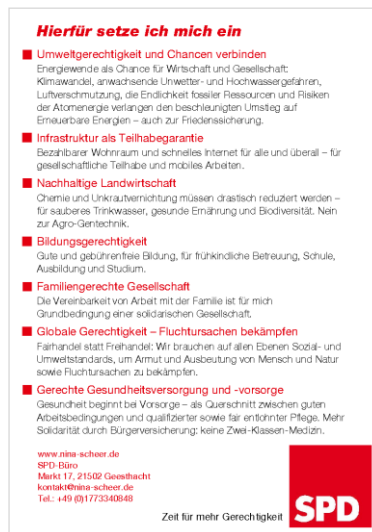 Hierfür setze ich mich ein
Umweltgerechtigkeit und Chancen verbinden
Energiewende als Chance für Wirtschaft und Gesellschaft:
Klimawandel, anwachsende Unwetter- und Hochwassergefahren,
Luftverschmutzung, die Endlichkeit fossiler Ressourcen und Risiken
der Atomenergie verlangen den beschleunigten Umstieg auf
Erneuerbare Energien – auch zur Friedenssicherung.
Infrastruktur als Teilhabegarantie
Bezahlbarer Wohnraum und schnelles Internet für alle und überall – für
gesellschaftliche Teilhabe und mobiles Arbeiten.
Nachhaltige Landwirtschaft
Chemie und Unkrautvernichtung müssen drastisch reduziert werden –
für sauberes Trinkwasser, gesunde Ernährung und Biodiversität. Nein
zur Agro-Gentechnik.
Bildungsgerechtigkeit
Gute und gebührenfreie Bildung, für frühkindliche Betreuung, Schule,
Ausbildung und Studium.
Familiengerechte Gesellschaft
Die Vereinbarkeit von Arbeit mit der Familie ist für mich
Grundbedingung einer solidarischen Gesellschaft.
Globale Gerechtigkeit – Fluchtursachen bekämpfen
Fairhandel statt Freihandel: Wir brauchen auf allen Ebenen Sozial- und
Umweltstandards, um Armut und Ausbeutung von Mensch und Natur
sowie Fluchtursachen zu bekämpfen.
Gerechte Gesundheitsversorgung und -vorsorge
Gesundheit beginnt bei Vorsorge – als Querschnitt zwischen guten
Arbeitsbedingungen und qualifizierter sowie fair entlohnter Pflege. Mehr
Solidarität durch Bürgerversicherung: keine Zwei-Klassen-Medizin.
www.nina-scheer.de
SPD-Büro
Markt 17, 21502 Geesthacht
kontakt@nina-scheer.de
Tel.: +49 (0)1773340848
Zeit für mehr Gerechtigkeit
SPD